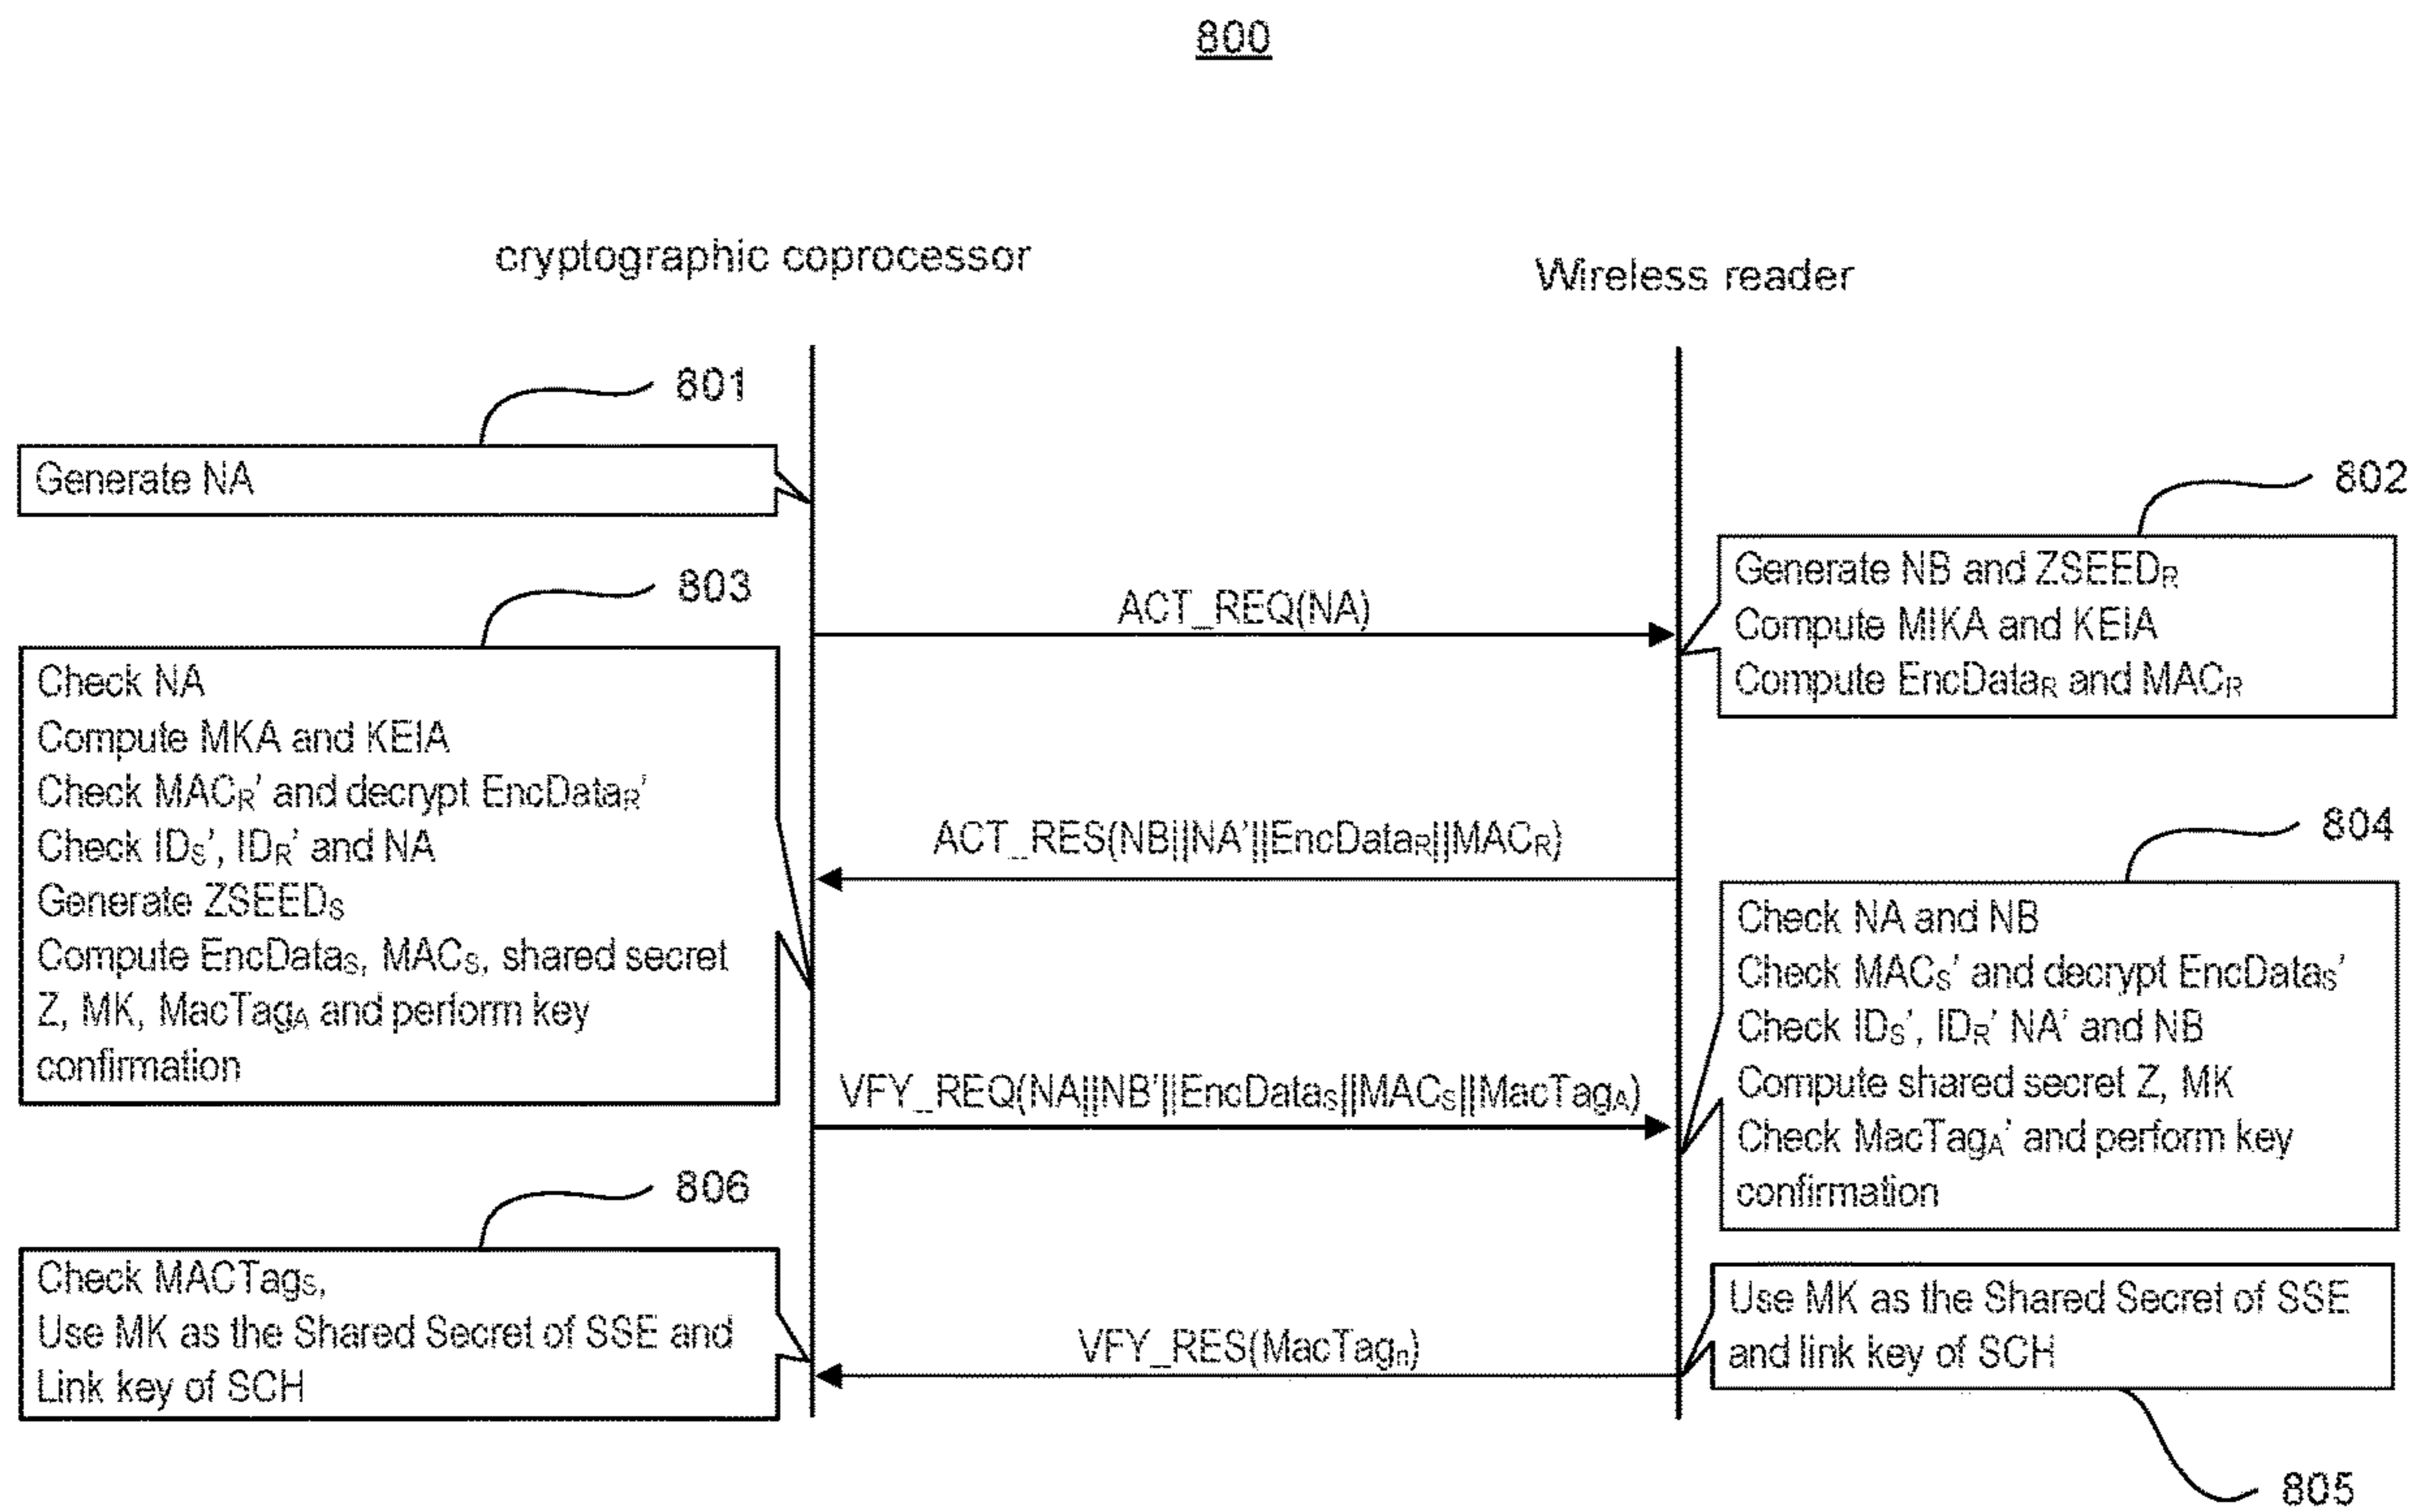 800
cryptographic coprocessor
Wireless reader
801
Generate NA
802
Generate NB and ZSEEDR
Compute MIKA and KEIA
Compute EncDataR and MACR
ACT_REQ(NA)
803
Check NA
Compute MKA and KEIA
Check MACR' and decrypt EncDataR'
Check IDS', IDR' and NA
Generate ZSEEDS
Compute EncDataS, MACS, shared secret
Z, MK, MacTagA and perform key
confirmation
ACT_RES(NB||NA'||EncDataR||MACR)
804
Check NA and NB
Check MACS' and decrypt EncDataS'
Check IDS', IDR' NA' and NB
Compute shared secret Z, MK
Check MacTagA' and perform key
confirmation
VFY_REQ(NA||NB'||EncDataS||MACS||MacTagA)
806
Check MACTagS,
Use MK as the Shared Secret of SSE and
Link key of SCH
VFY_RES(MacTagn)
Use MK as the Shared Secret of SSE
and link key of SCH
805